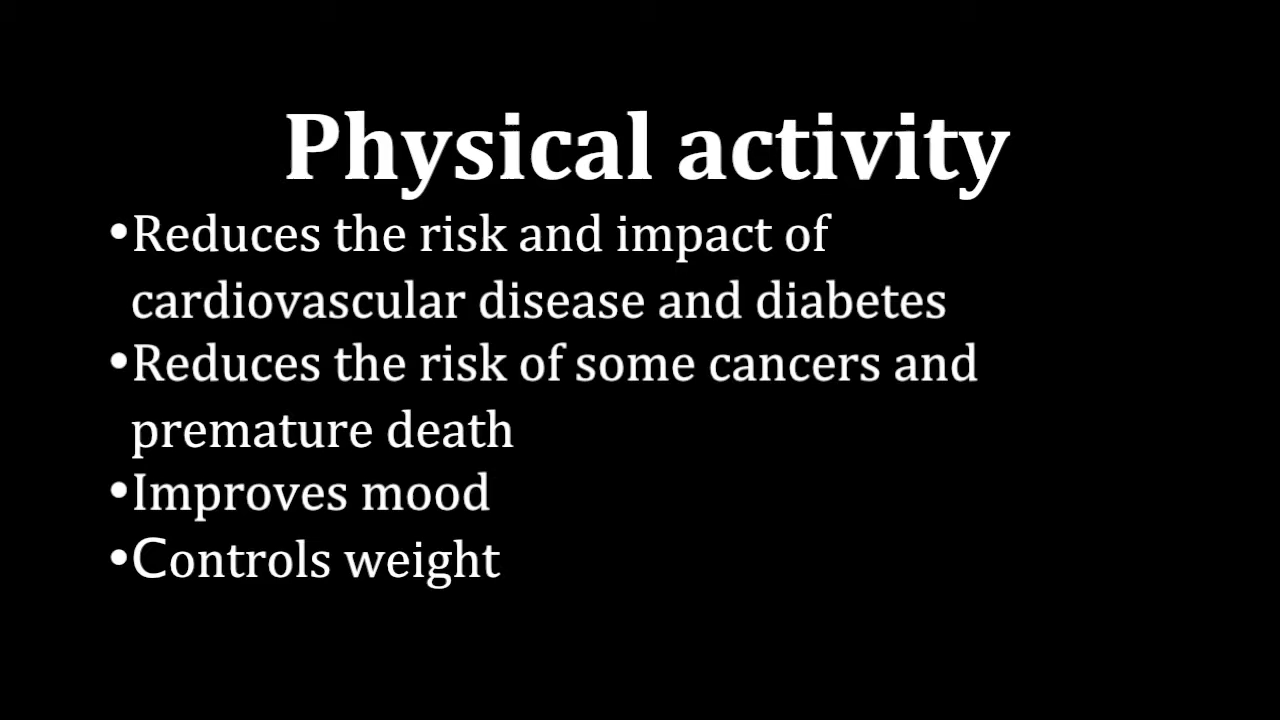 Physical activity
•Reduces the risk and impact of
cardiovascular disease and diabetes
•Reduces the risk of some cancers and
premature death
•Improves mood
•Controls weight